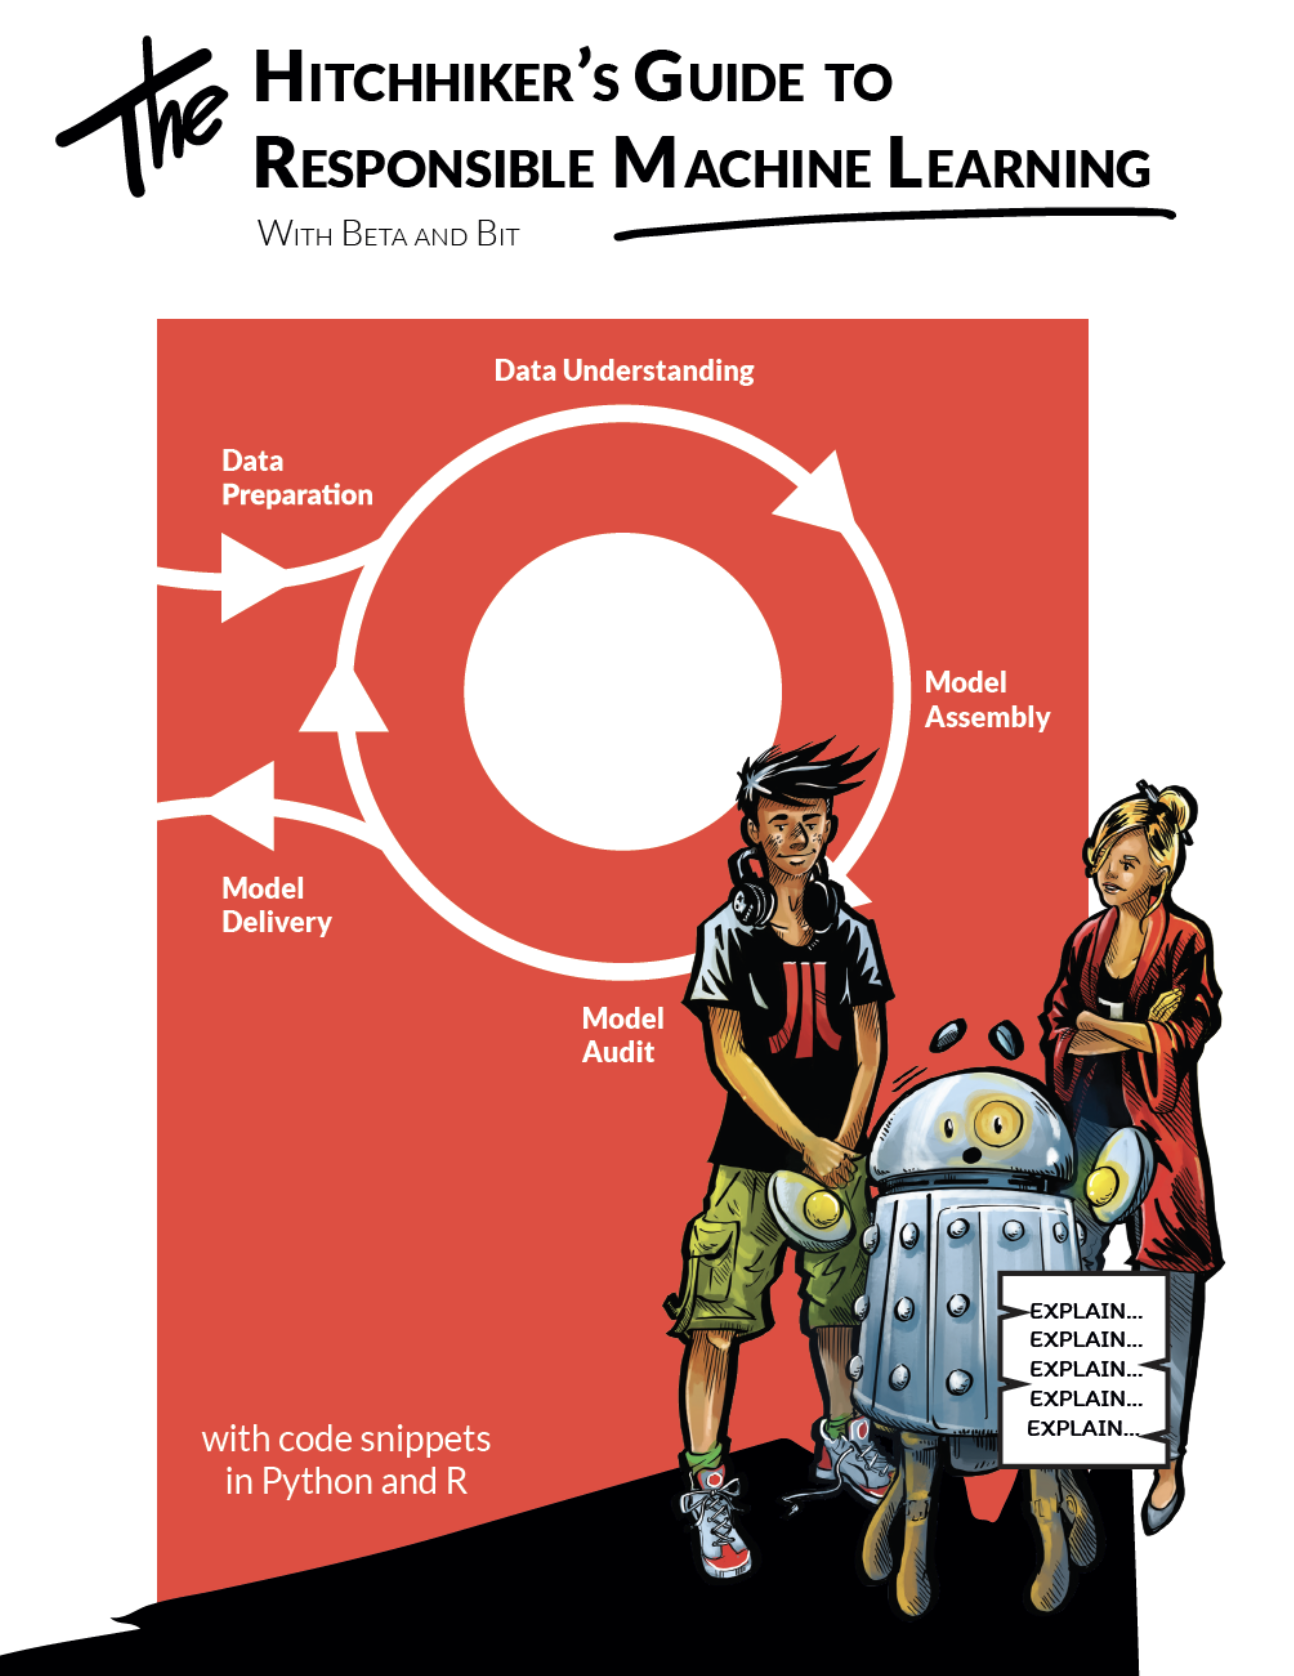 The Hitchhiker's Guide to
Responsible Machine Learning
With Beta and Bit
Data Understanding
Data
Preparation
Model
Assembly
Model
Delivery
Model
Audit
EXPLAIN...
EXPLAIN...
EXPLAIN...
EXPLAIN...
EXPLAIN...
with code snippets
in Python and R